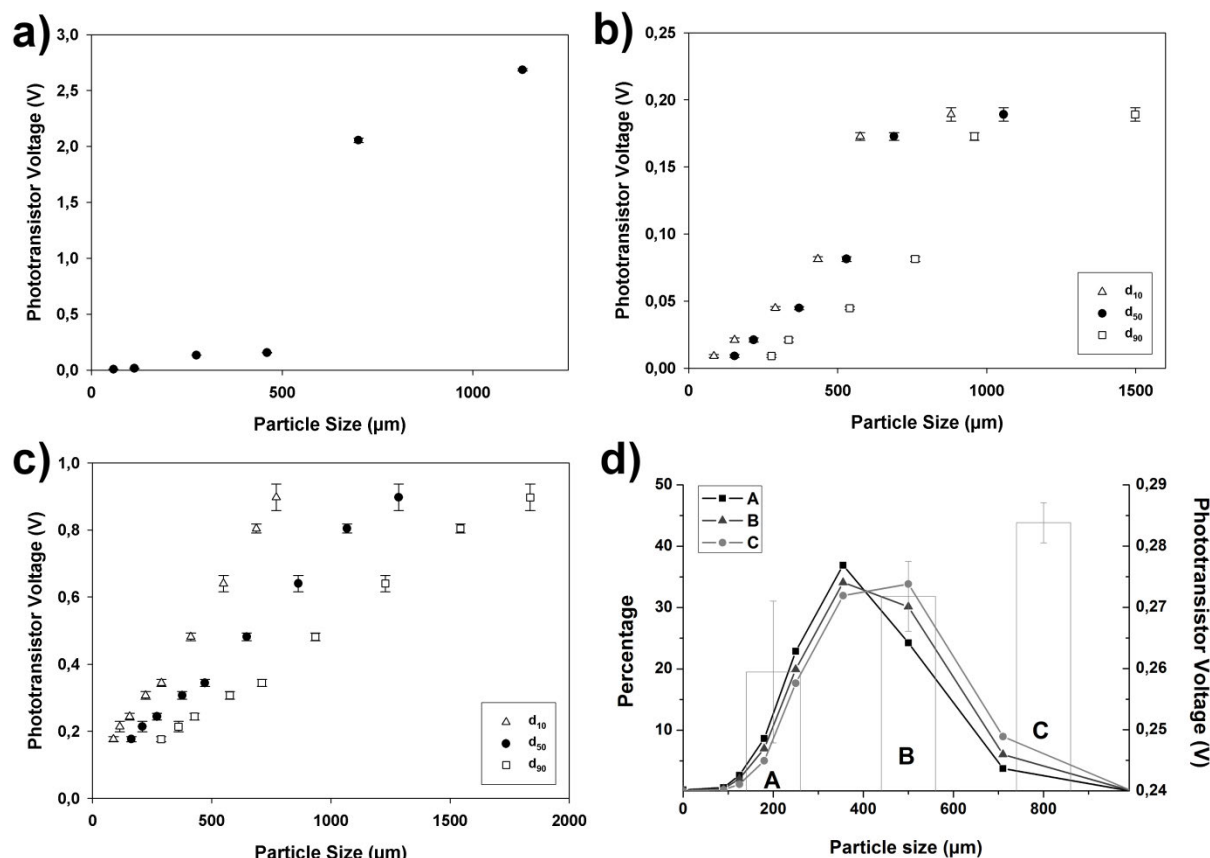 a)
3,0
2,5
2,0
1,5
1,0
0,5
0,0
Phototransistor Voltage (V)
0
500
1000
Particle Size (µm)
b)
0,25
0,20
0,15
0,10
0,05
0,00
Phototransistor Voltage (V)
d10
d50
d90
0
500
1000
1500
Particle Size (µm)
c)
1,0
0,8
0,6
0,4
0,2
0,0
Phototransistor Voltage (V)
d10
d50
d90
0
500
1000
1500
2000
Particle Size (µm)
d)
50
40
30
20
10
Percentage
A
B
C
A
B
C
0,29
0,28
0,27
0,26
0,25
0,24
Phototransistor Voltage (V)
0
200
400
600
800
Particle size (µm)